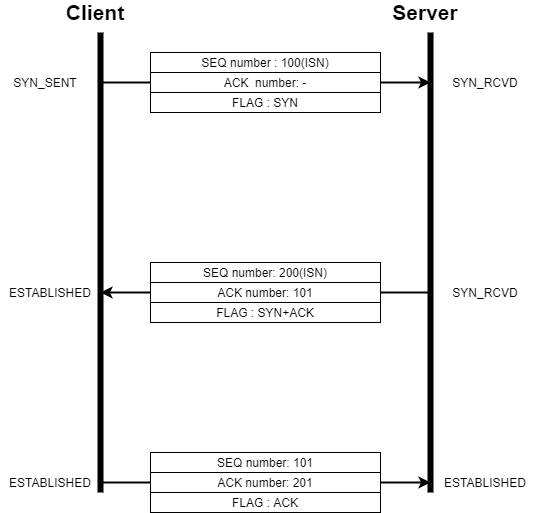 Client
Server
SEQ number : 100(ISN)
SYN_SENT
ACK  number: -
SYN_RCVD
FLAG : SYN
SEQ number: 200(ISN)
ESTABLISHED
ACK number: 101
SYN_RCVD
FLAG : SYN+ACK
SEQ number: 101
ESTABLISHED
ACK number: 201
ESTABLISHED
FLAG : ACK